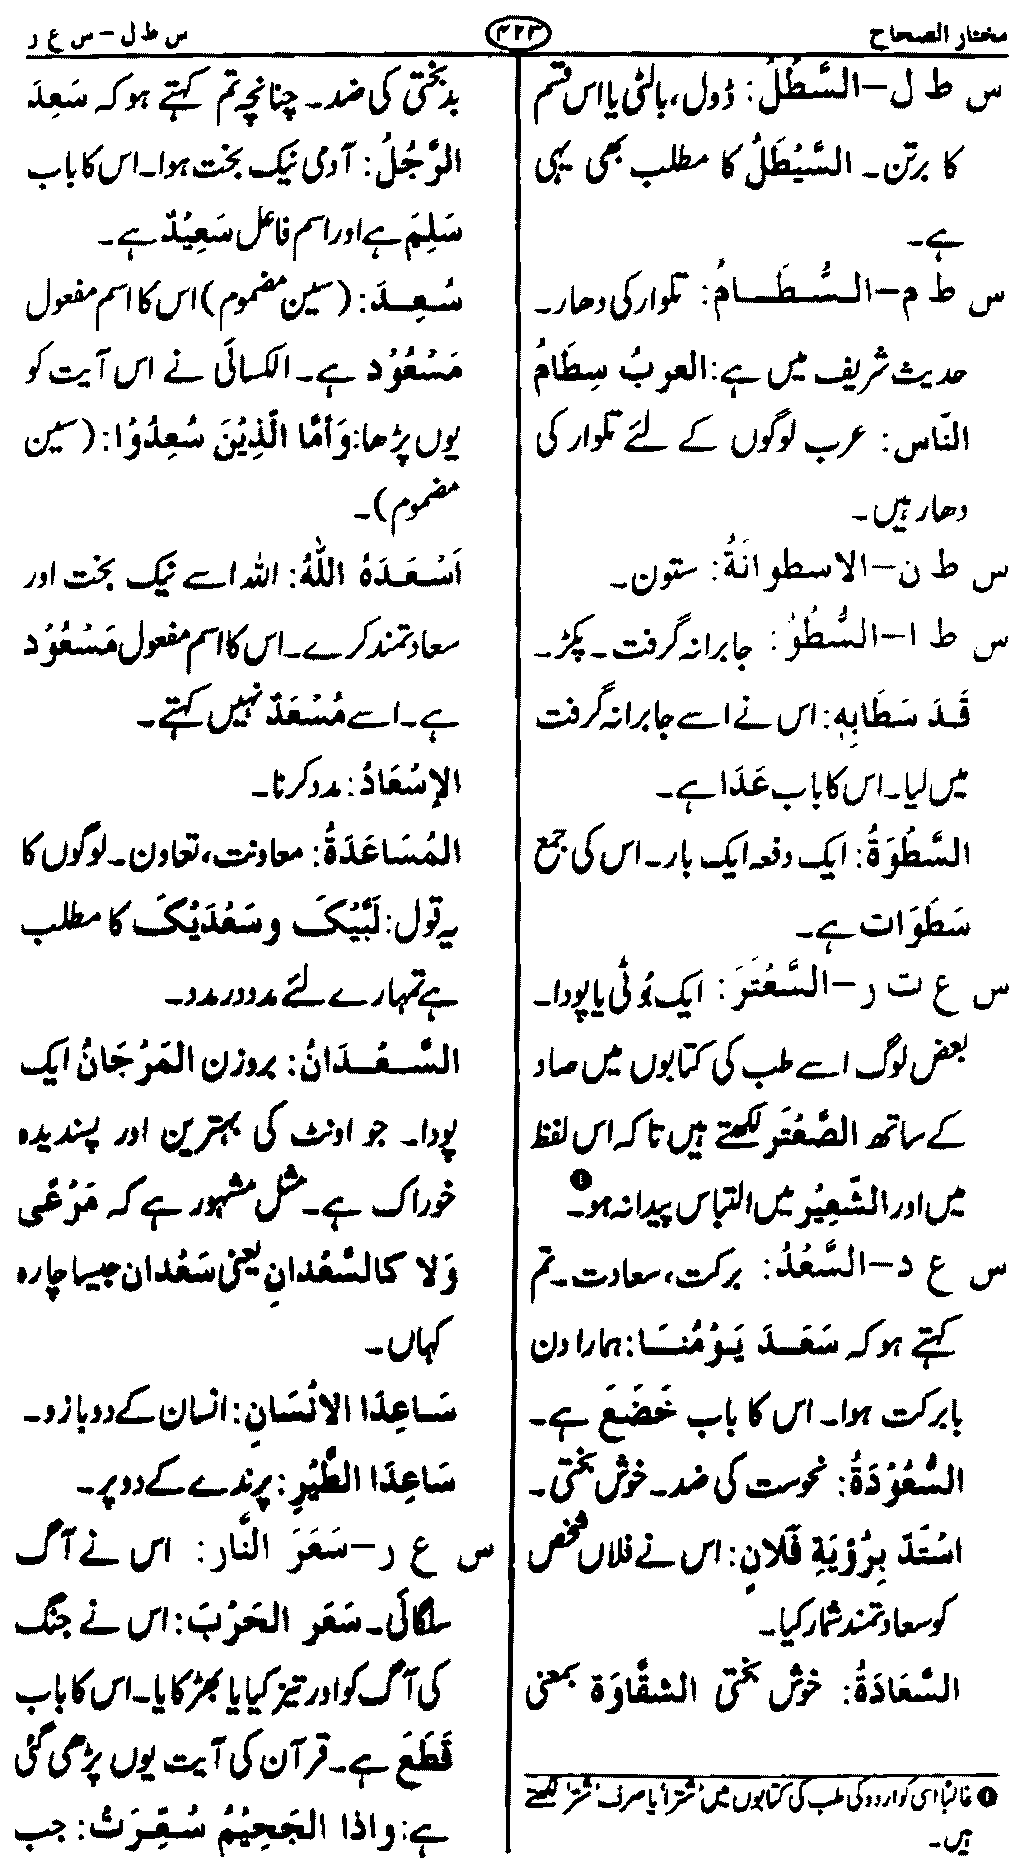 مختار الصحاح
۴۲۳
س ط ل – س ع ر
س ط ل – السَّطْلُ: ڈول، بالٹی یا اس قسم
کا برتن۔ السَّيْطَلُ کا مطلب بھی یہی
ہے۔
س ط م – السُّطَامُ: تلوار کی دھار۔
حدیث شریف میں ہے: العربُ سِطَامُ
النَّاس: عرب لوگوں کے لئے تلوار کی
دھار ہیں۔
س ط ن – الاسطوانَةُ: ستون۔
س ط ا – السُّطْوُ: جابرانہ گرفت۔ پکڑ۔
قَدَ سَطَابِهِ: اس نے اسے جابرانہ گرفت
میں لیا۔ اس کا باب عَدَا ہے۔
السَّطْوَةُ: ایک دفعہ ایک بار۔ اس کی جمع
سَطَوَات ہے۔
س ع ت ر – السَّعْتَرَ: ایک بُوٹی یا پودا۔
بعض لوگ اسے طب کی کتابوں میں صاد
کے ساتھ الصَّعْتَر لکھتے ہیں تا کہ اس لفظ
میں اور الشَّعِيْر میں التباس پیدا نہ ہو۔ ❶
س ع د – السَّعْدُ: برکت، سعادت۔ تم
کہتے ہو کہ سَعَدَ يَوْمُنَا: ہمارا دن
بابرکت ہوا۔ اس کا باب خَضَعَ ہے۔
السُّعُوْدَةُ: نحوست کی ضد۔ خوش بختی۔
اسْتَدَّ بِرُؤيَةِ فَلَانٍ: اس نے فلاں شخص
کو سعادتمند شمار کیا۔
السَّعَادَةُ: خوش بختی الشقَّاوَة بمعنی
❶ غالباً اسی کو اردو کی طب کی کتابوں میں 'شترا' یا صرف 'شتر' لکھتے
ہیں۔
بدبختی کی ضد۔ چنانچہ تم کہتے ہو کہ سَعِدَ
الرَّجُلُ: آدمی نیک بخت ہوا۔ اس کا باب
سَلِمَ ہے اور اسم فاعل سَعِيْدٌ ہے۔
سُعِدَ: (سین مضموم) اس کا اسم مفعول
مَسْعُوْد ہے۔ الکسائی نے اس آیت کو
یوں پڑھا: وَأَمَّا الَّذِيْنَ سُعِدُوْا: (سین
مضموم)۔
اَسْعَدَهُ اللّٰهُ: اللہ اسے نیک بخت اور
سعادتمند کرے۔ اس کا اسم مفعول مَسْعُوْد
ہے۔ اسے مُسْعَدٌ نہیں کہتے۔
الإسْعَادُ: مدد کرنا۔
المُسَاعَدَةُ: معاونت، تعاون۔ لوگوں کا
یہ قول: لَبَّيْكَ وسَعْدَيْكَ کا مطلب
ہے تمہارے لئے مدد در مدد۔
السَّعْدَانُ: بروزن المَرْجَانُ ایک
پودا۔ جو اونٹ کی بہترین اور پسندیدہ
خوراک ہے۔ مثل مشہور ہے کہ مَرْعًى
وَلا كالسَّعْدانِ یعنی سَعْدان جیسا چارہ
کہاں۔
سَاعِدَا الانْسَانِ: انسان کے دو بازو۔
سَاعِدَا الطَّيْرِ: پرندے کے دو پر۔
س ع ر – سَعَرَ النَّار: اس نے آگ
سلگائی۔ سَعَر الحَرْبَ: اس نے جنگ
کی آگ کو اور تیز کیا یا بھڑکایا۔ اس کا باب
قَطَعَ ہے۔ قرآن کی آیت یوں پڑھی گئی
ہے: واذا الجَحِيْمُ سُعِّرَتْ: جب